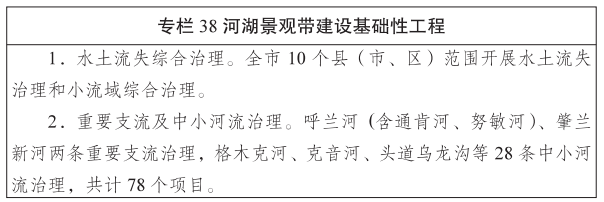 专栏 38 河湖景观带建设基础性工程
1．水土流失综合治理。全市 10 个县（市、区）范围开展水土流失
治理和小流域综合治理。
2．重要支流及中小河流治理。呼兰河（含通肯河、努敏河）、肇兰
新河两条重要支流治理，格木克河、克音河、头道乌龙沟等 28 条中小河
流治理，共计 78 个项目。